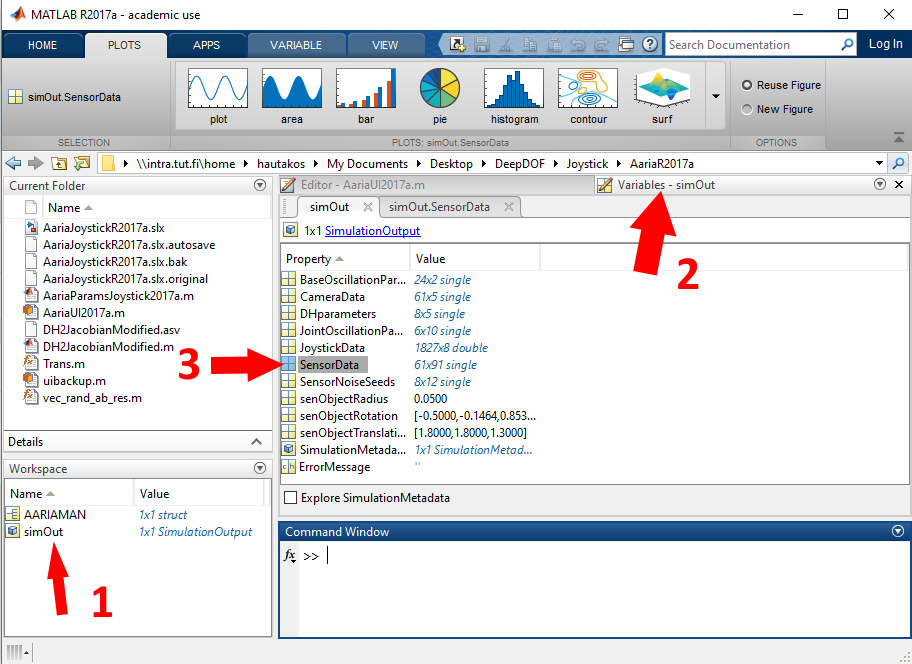 MATLAB R2017a - academic use
HOME PLOTS APPS VARIABLE VIEW Search Documentation Log In
simOut.SensorData
plot area bar pie histogram contour surf
Reuse Figure
New Figure
SELECTION PLOTS: simOut.SensorData OPTIONS
\\intra.tut.fi\home hautakos My Documents Desktop DeepDOF Joystick AariaR2017a
Current Folder
Name
AariaJoystickR2017a.slx
AariaJoystickR2017a.slx.autosave
AariaJoystickR2017a.slx.bak
AariaJoystickR2017a.slx.original
AariaParamsJoystick2017a.m
AariaUI2017a.m
DH2JacobianModified.asv
DH2JacobianModified.m
Trans.m
uibackup.m
vec_rand_ab_res.m
Details
Workspace
Name Value
AARIAMAN 1x1 struct
simOut 1x1 SimulationOutput
1
Editor - AariaUI2017a.m Variables - simOut
simOut simOut.SensorData
1x1 SimulationOutput
2
Property Value
BaseOscillationPar... 24x2 single
CameraData 61x5 single
DHparameters 8x5 single
JointOscillationPa... 6x10 single
JoystickData 1827x8 double
3 SensorData 61x91 single
SensorNoiseSeeds 8x12 single
senObjectRadius 0.0500
senObjectRotation [-0.5000,-0.1464,0.853...
senObjectTranslati... [1.8000,1.8000,1.3000]
SimulationMetada... 1x1 SimulationMetad...
ch ErrorMessage ''
Explore SimulationMetadata
Command Window
fx >>